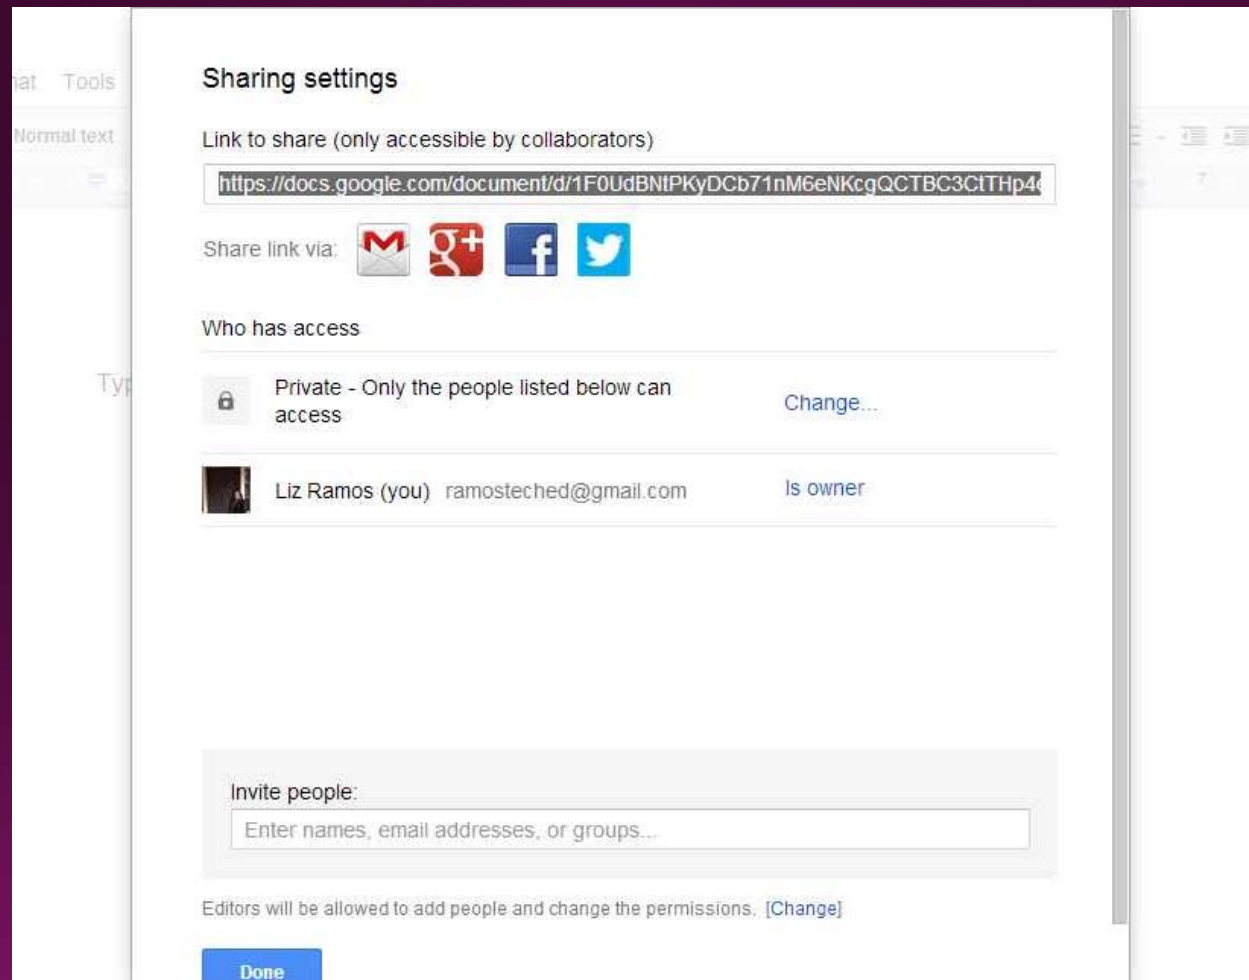 Sharing settings
Tools
Link to share (only accessible by collaborators)
Normal text
https://docs.google.com/document/d/1F0UdBNtPKyDCb71nM6eNKcgQCTBC3CtTHp4
Share link via:
Who has access
Private - Only the people listed below can
access
Change...
Liz Ramos (you) ramosteched@gmail.com
Is owner
Invite people:
Enter names, email addresses, or groups...
Editors will be allowed to add people and change the permissions. [Change]
Done